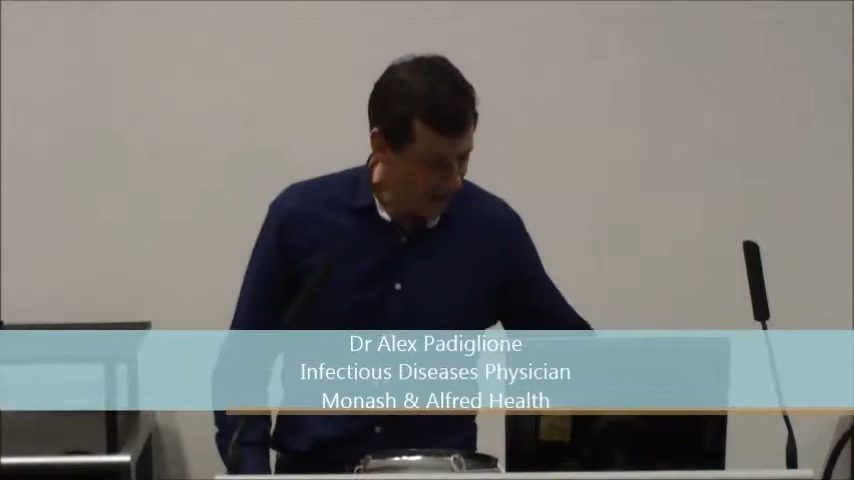 Dr Alex Padiglione
Infectious Diseases Physician
Monash & Alfred Health